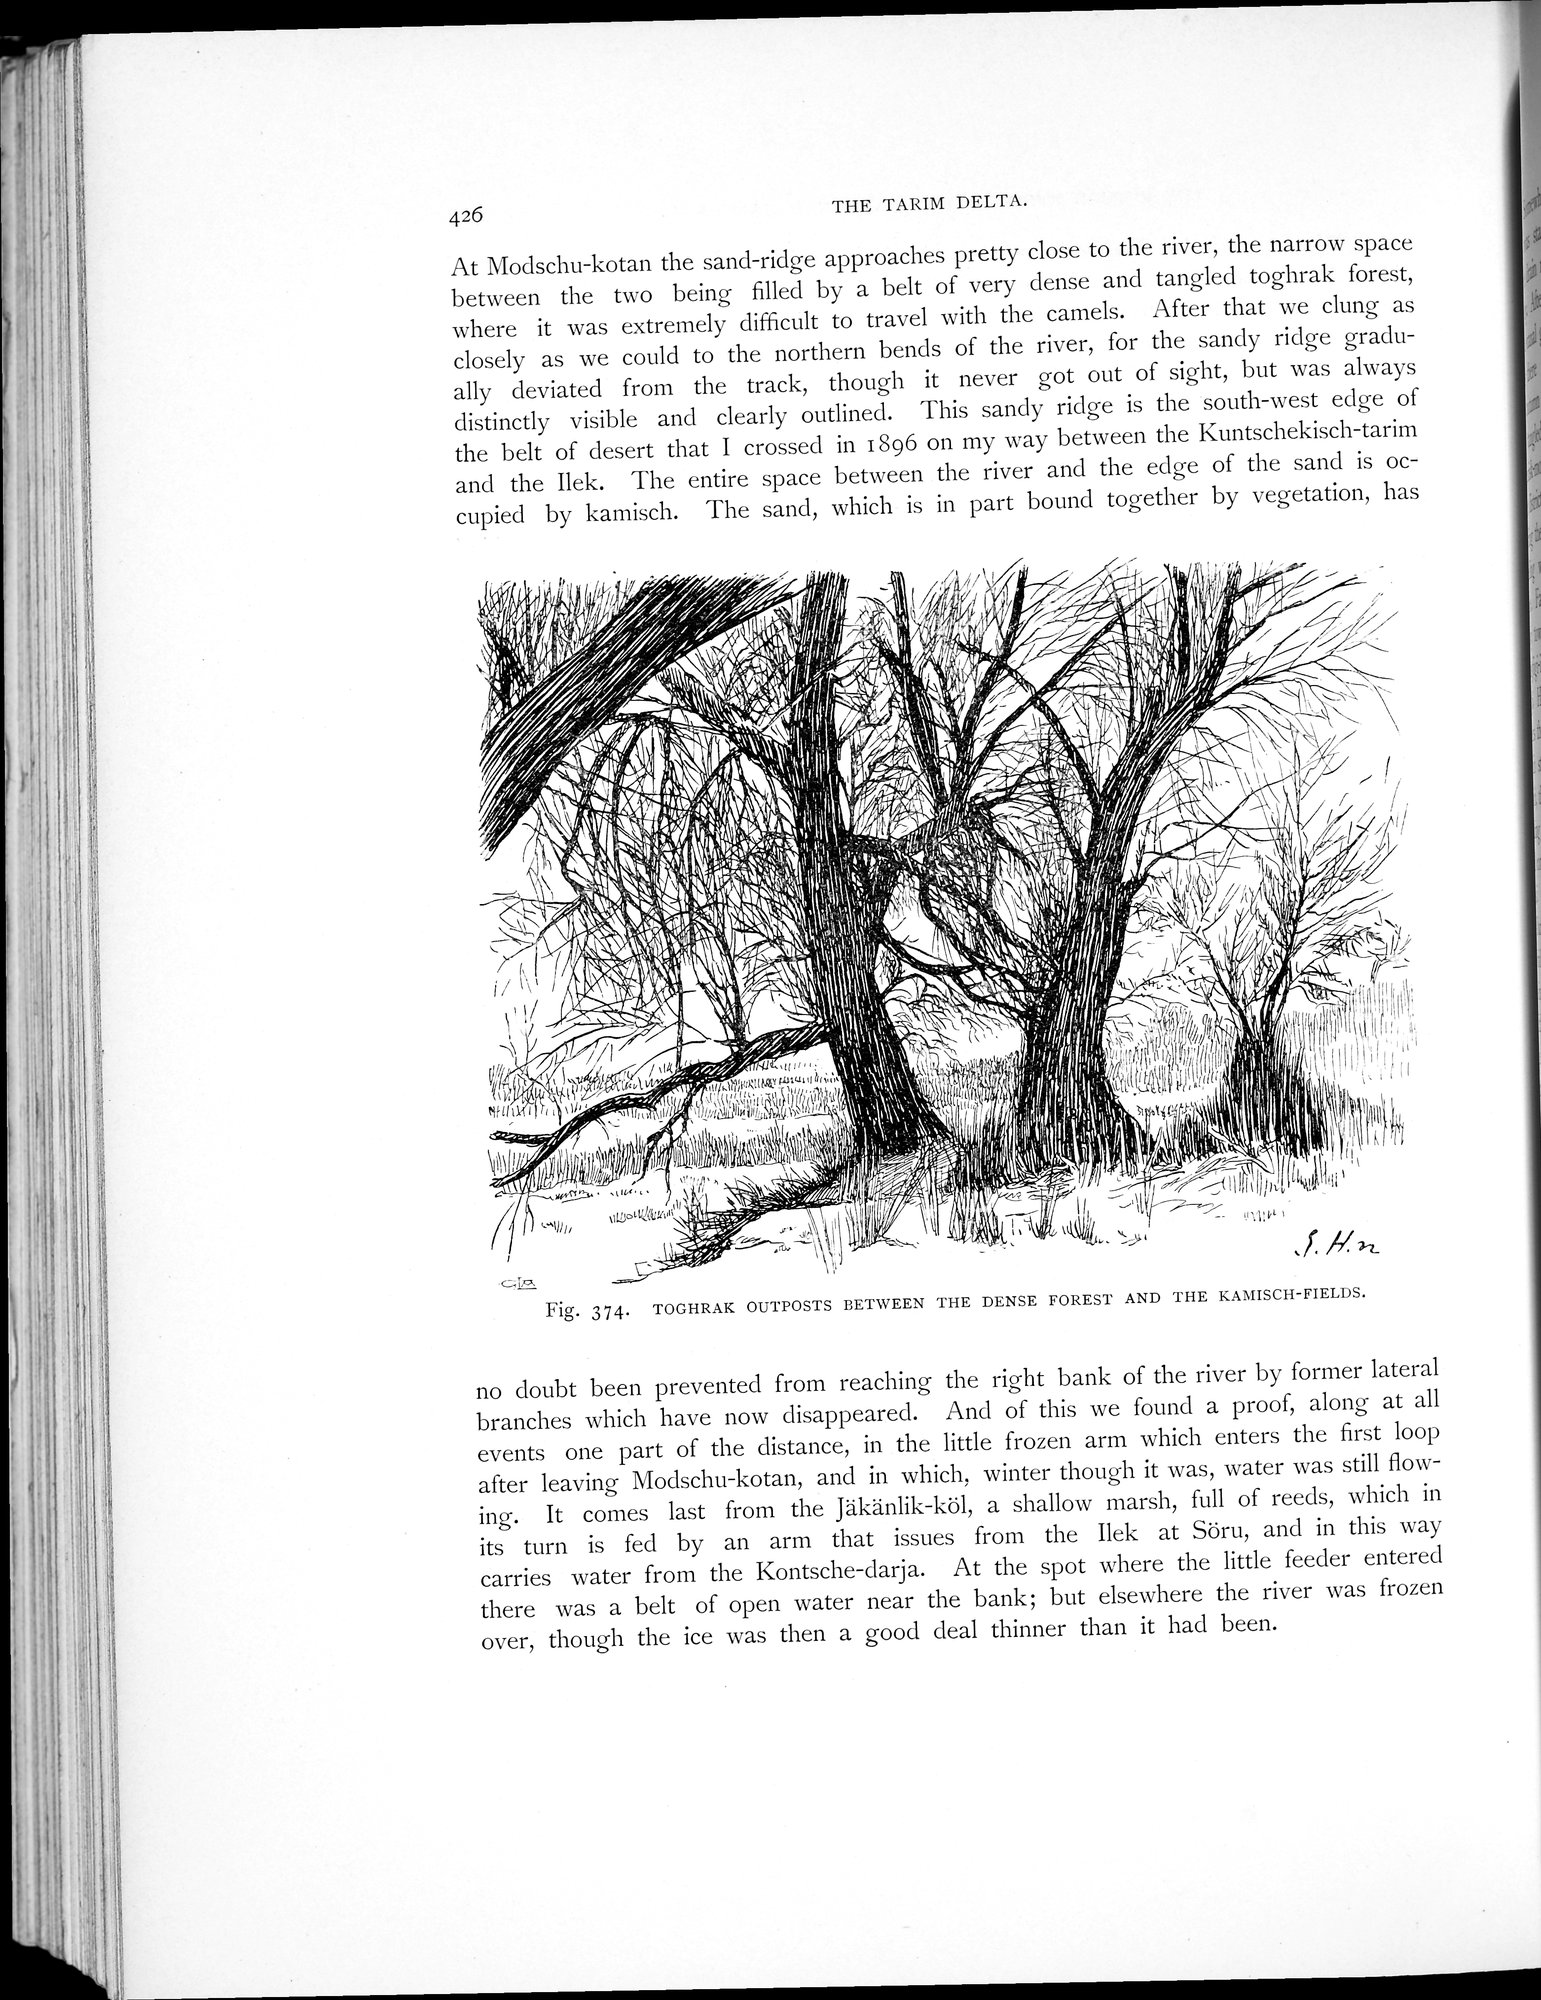 426
THE TARIM DELTA.
At Modschu-kotan the sand-ridge approaches pretty close to the river, the narrow space
between the two being filled by a belt of very dense and tangled toghrak forest,
where it was extremely difficult to travel with the camels. After that we clung as
closely as we could to the northern bends of the river, for the sandy ridge gradu-
ally deviated from the track, though it never got out of sight, but was always
distinctly visible and clearly outlined. This sandy ridge is the south-west edge of
the belt of desert that I crossed in 1896 on my way between the Kuntschekisch-tarim
and the Ilek. The entire space between the river and the edge of the sand is oc-
cupied by kamisch. The sand, which is in part bound together by vegetation, has
S. H.n
Fig. 374. TOGHRAK OUTPOSTS BETWEEN THE DENSE FOREST AND THE KAMISCH-FIELDS.
no doubt been prevented from reaching the right bank of the river by former lateral
branches which have now disappeared. And of this we found a proof, along at all
events one part of the distance, in the little frozen arm which enters the first loop
after leaving Modschu-kotan, and in which, winter though it was, water was still flow-
ing. It comes last from the Jäkänlik-köl, a shallow marsh, full of reeds, which in
its turn is fed by an arm that issues from the Ilek at Söru, and in this way
carries water from the Kontsche-darja. At the spot where the little feeder entered
there was a belt of open water near the bank; but elsewhere the river was frozen
over, though the ice was then a good deal thinner than it had been.